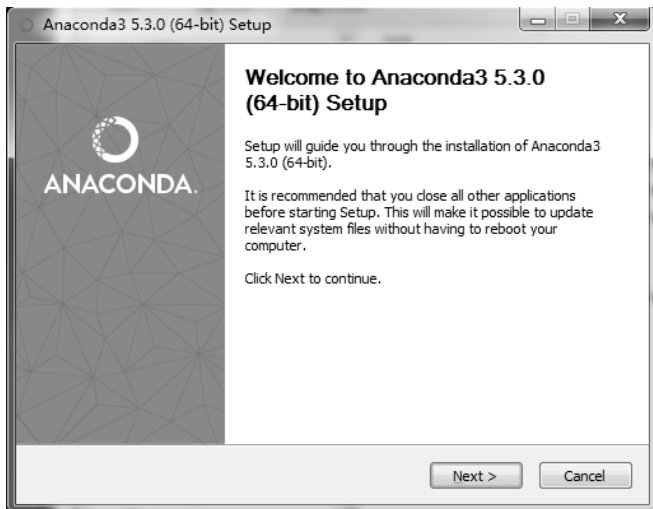 Anaconda3 5.3.0 (64-bit) Setup
Welcome to Anaconda3 5.3.0
(64-bit) Setup
Setup will guide you through the installation of Anaconda3
5.3.0 (64-bit).
It is recommended that you close all other applications
before starting Setup. This will make it possible to update
relevant system files without having to reboot your
computer.
Click Next to continue.
ANACONDA.
Next >
Cancel